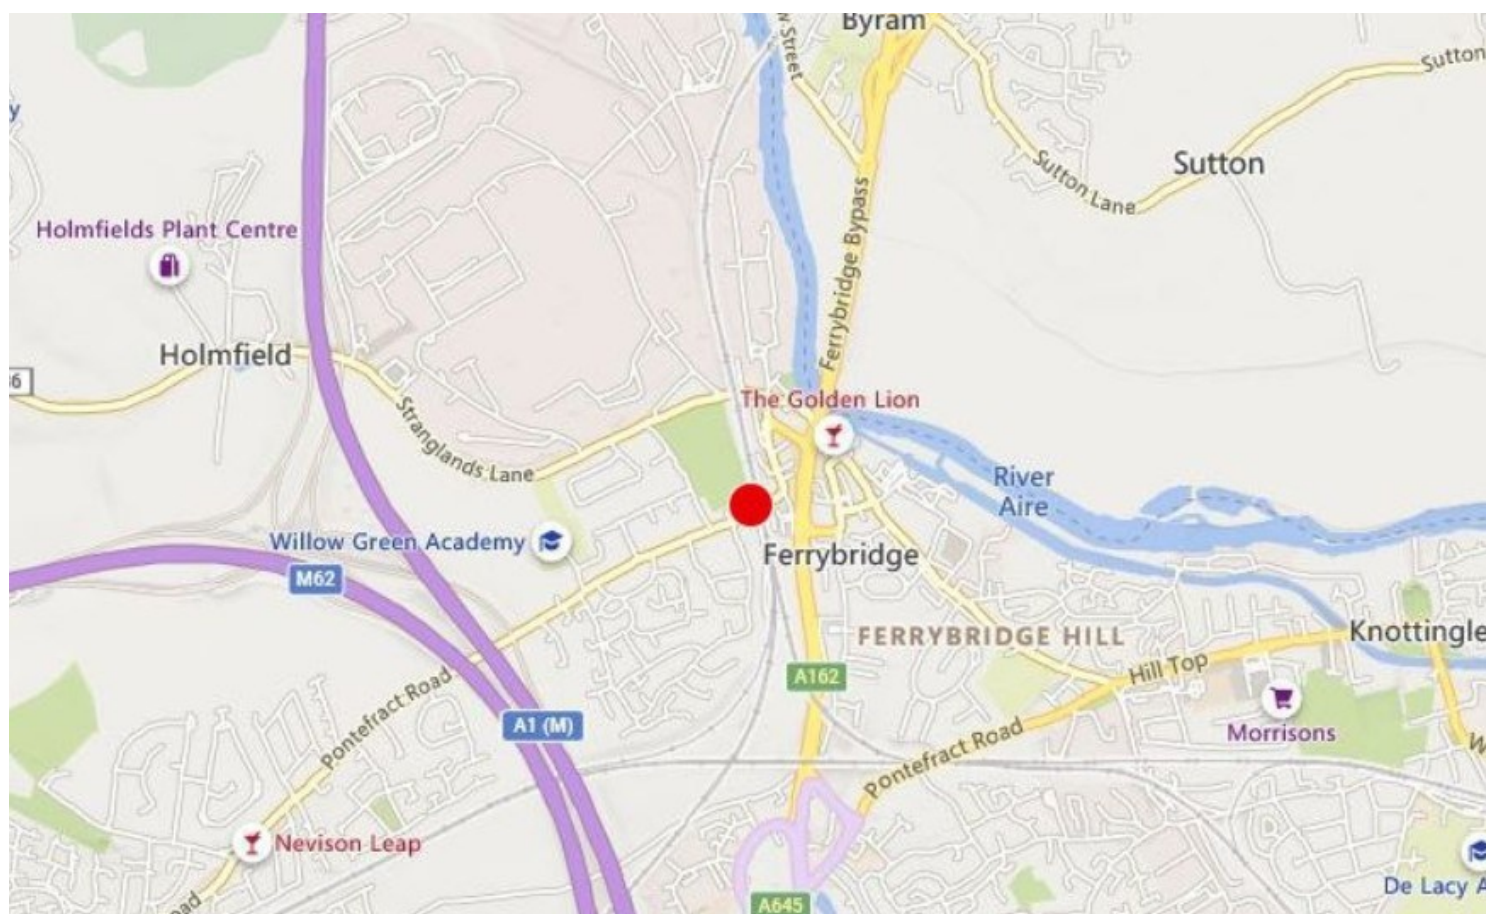 Byram
w Street
Sutton
Sutton
Sutton Lane
y
Holmfields Plant Centre
Ferrybridge Bypass
Holmfield
6
The Golden Lion
Stranglands Lane
River
Aire
Willow Green Academy
Ferrybridge
M62
FERRYBRIDGE HILL
Knottingle
Hill Top
A162
Pontefract Road
A1 (M)
Morrisons
Pontefract Road
W
Nevison Leap
De Lacy A
oad
A645